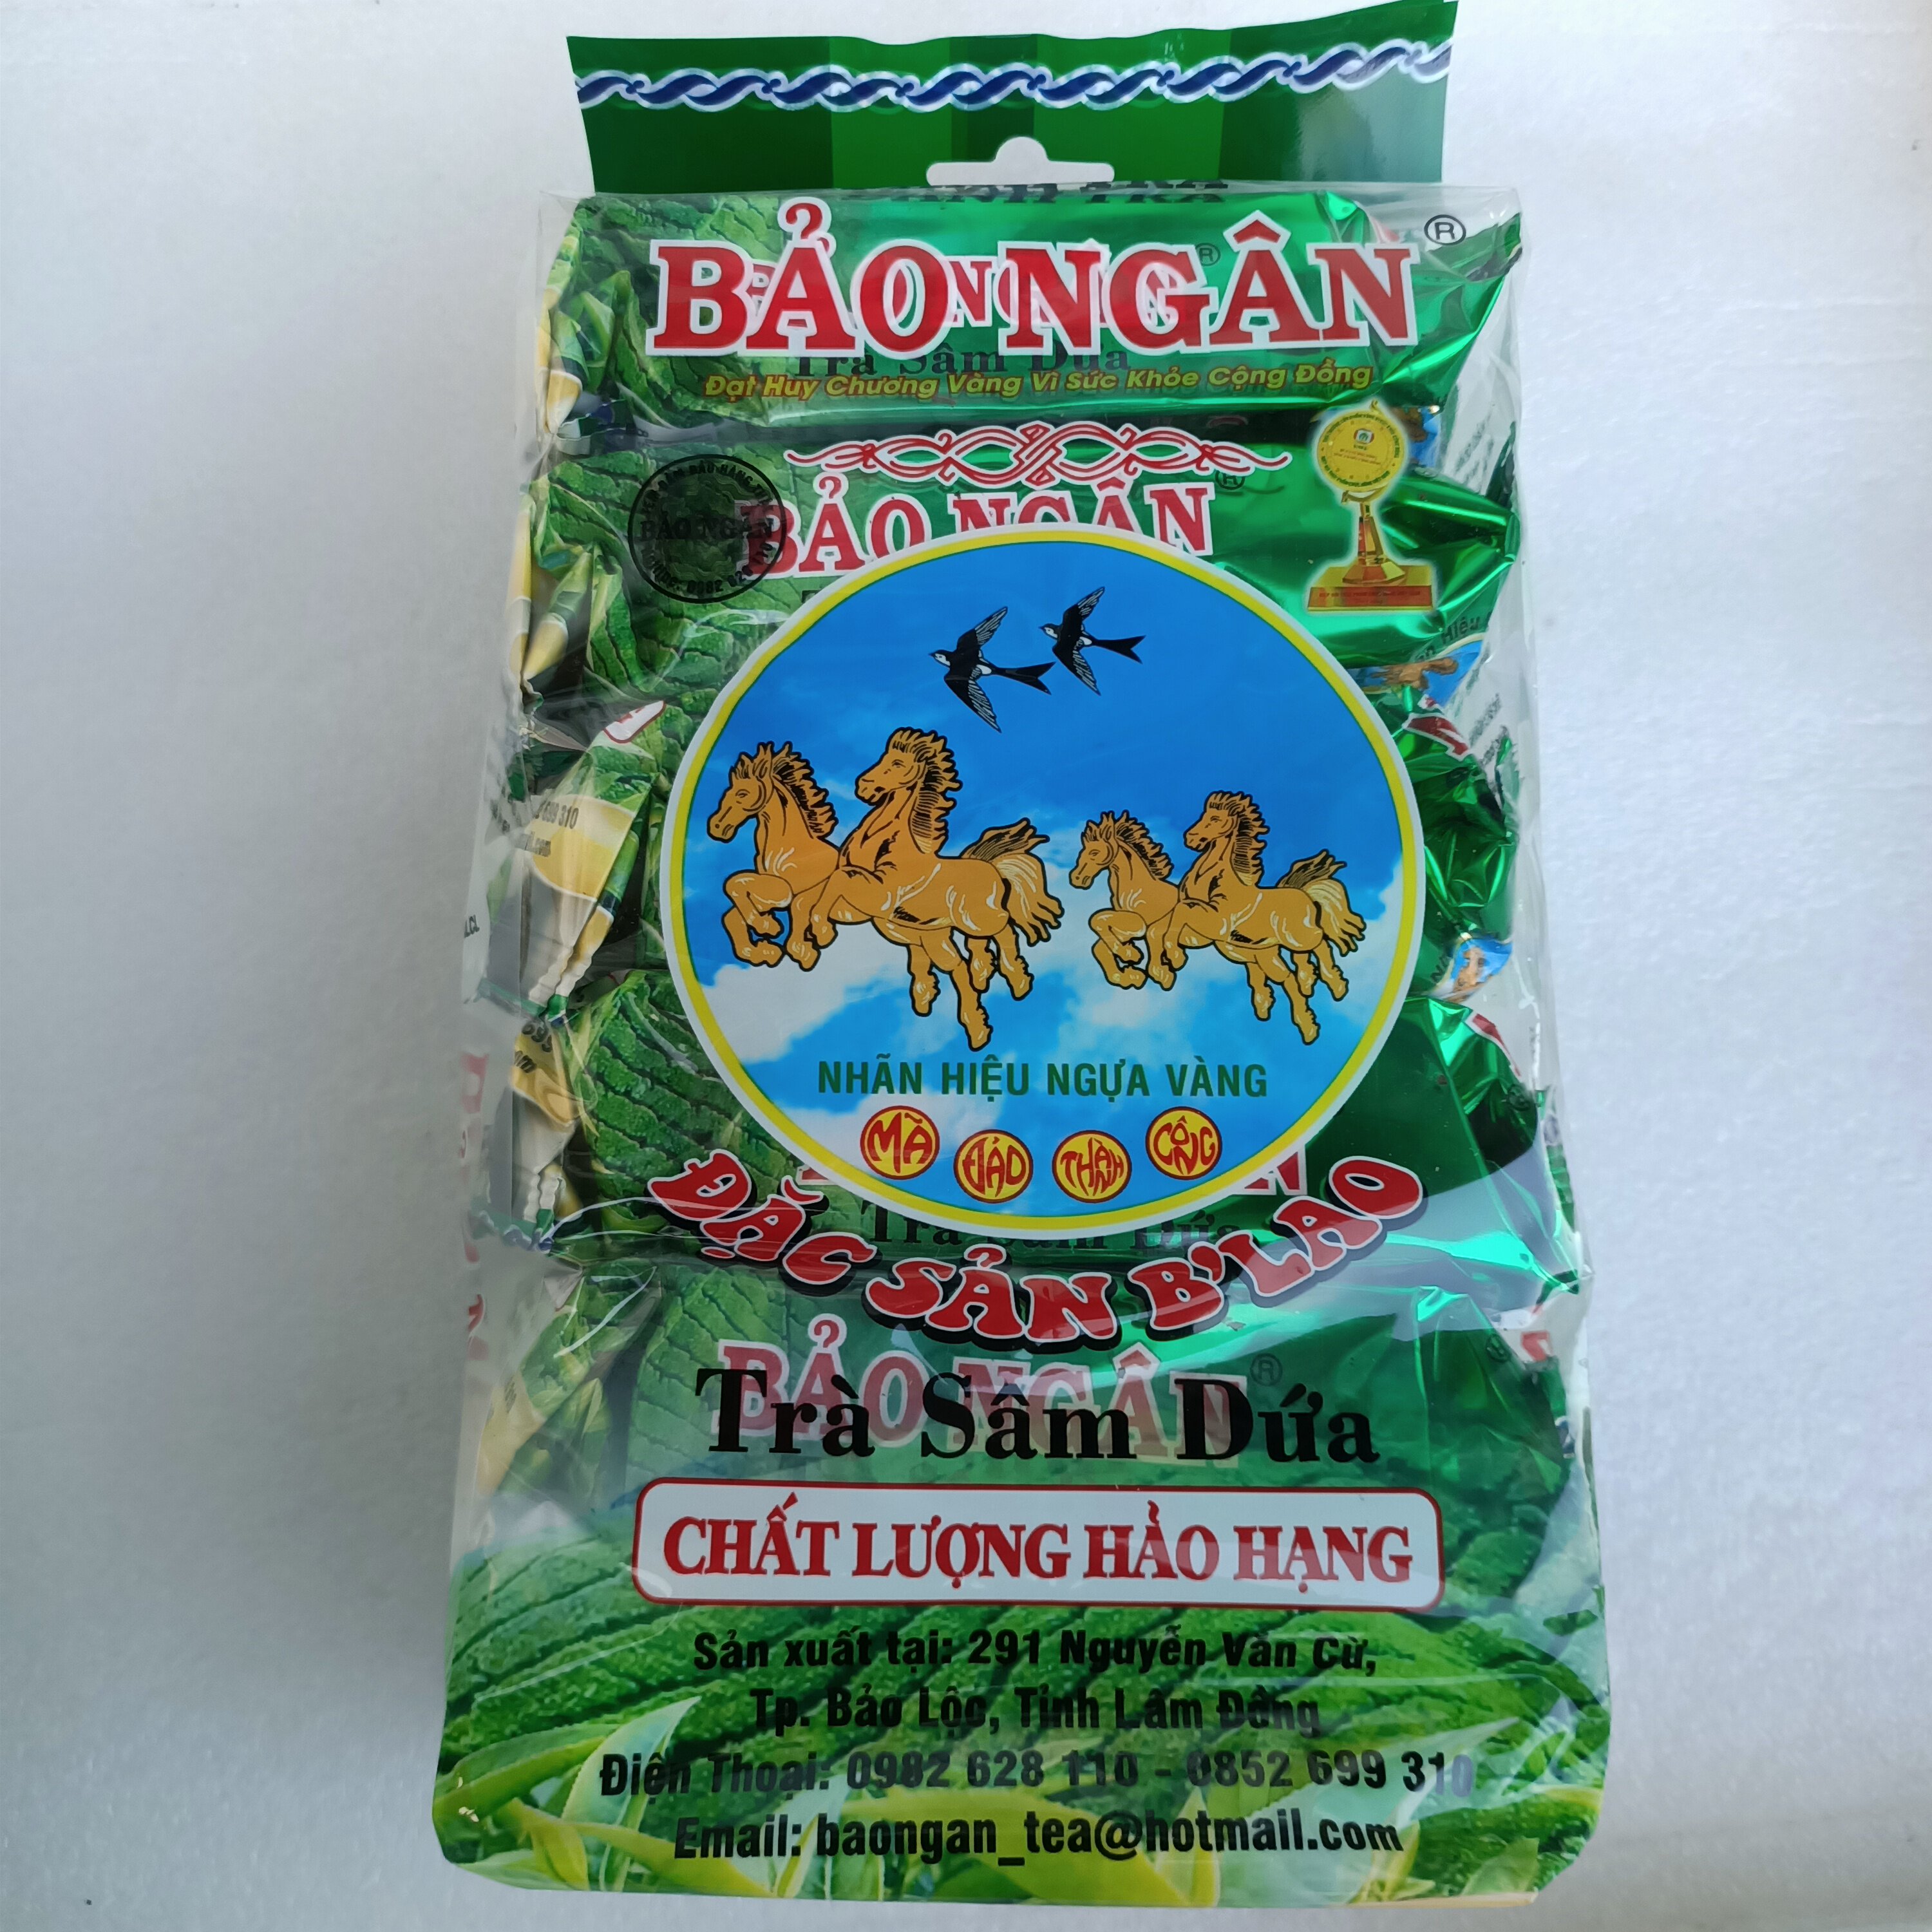 BẢO NGÂN ®
Đạt Huy Chương Vàng Vì Sức Khỏe Cộng Đồng
BẢO NGÂN
BẢO NGÂN ®
NHÃN HIỆU NGỰA VÀNG
MÃ ĐÁO THÀNH CÔNG
ĐẶC SẢN B'LAO
BẢO NGÂN ®
Trà Sâm Dứa
CHẤT LƯỢNG HẢO HẠNG
Sản xuất tại: 291 Nguyễn Văn Cừ,
Tp. Bảo Lộc, Tỉnh Lâm Đồng
Điện Thoại: 0982 628 110 - 0852 699 310
Email: baongan_tea@hotmail.com